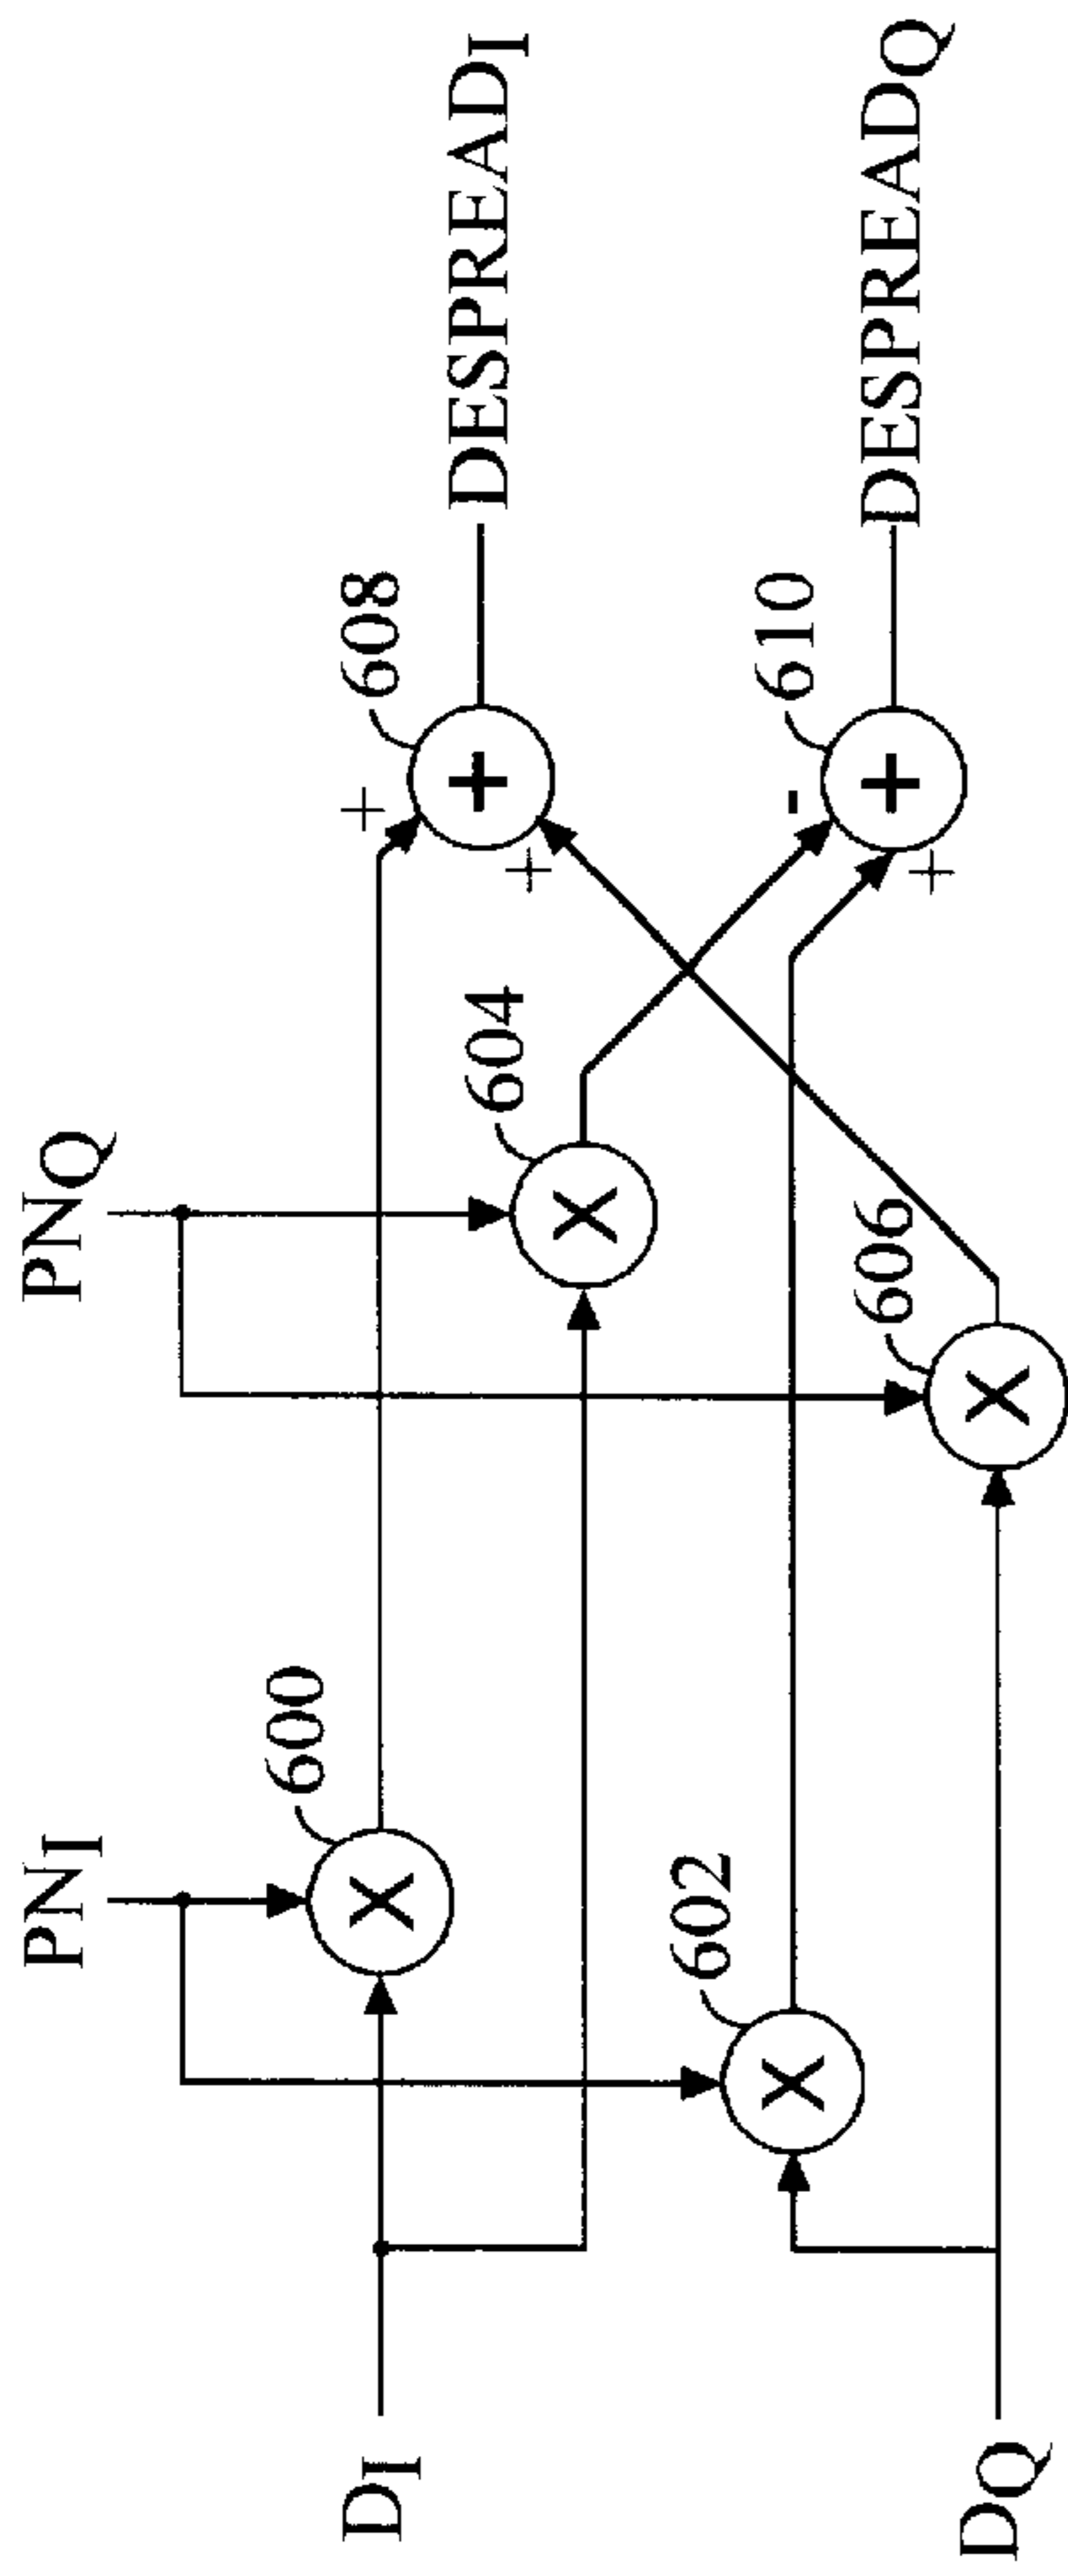 PNI
PNQ
600
608
DI
+
+
DESPREADI
604
602
610
-
+
DESPREADQ
606
DQ